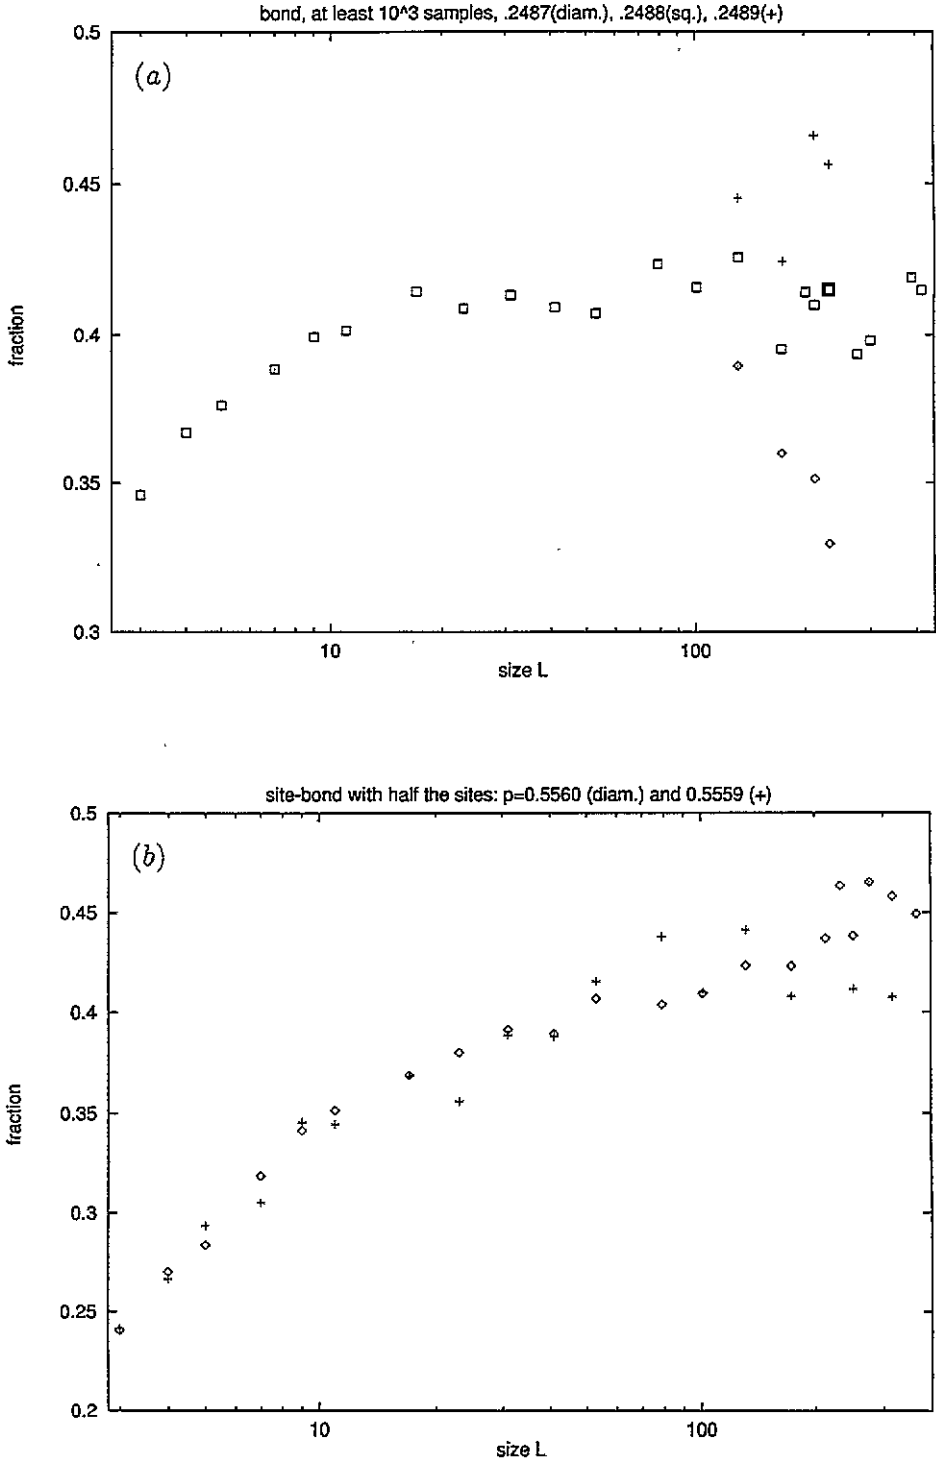 bond, at least 10^3 samples, .2487(diam.), .2488(sq.), .2489(+)
(a)
0.5
0.45
0.4
0.35
0.3
fraction
10
100
size L
site-bond with half the sites: p=0.5560 (diam.) and 0.5559 (+)
(b)
0.5
0.45
0.4
0.35
0.3
0.25
0.2
fraction
10
100
size L